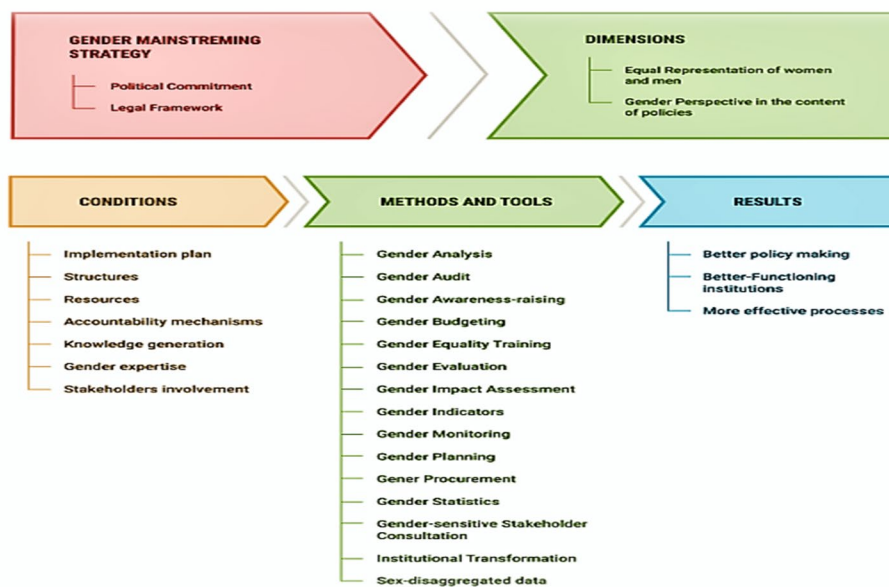 GENDER MAINSTREMING
STRATEGY
Political Commitment
Legal Framework
DIMENSIONS
Equal Representation of women
and men
Gender Perspective in the content
of policies
CONDITIONS
Implementation plan
Structures
Resources
Accountability mechanisms
Knowledge generation
Gender expertise
Stakeholders involvement
METHODS AND TOOLS
Gender Analysis
Gender Audit
Gender Awareness-raising
Gender Budgeting
Gender Equality Training
Gender Evaluation
Gender Impact Assessment
Gender Indicators
Gender Monitoring
Gender Planning
Gener Procurement
Gender Statistics
Gender-sensitive Stakeholder
Consultation
Institutional Transformation
Sex-disaggregated data
RESULTS
Better policy making
Better-Functioning
institutions
More effective processes